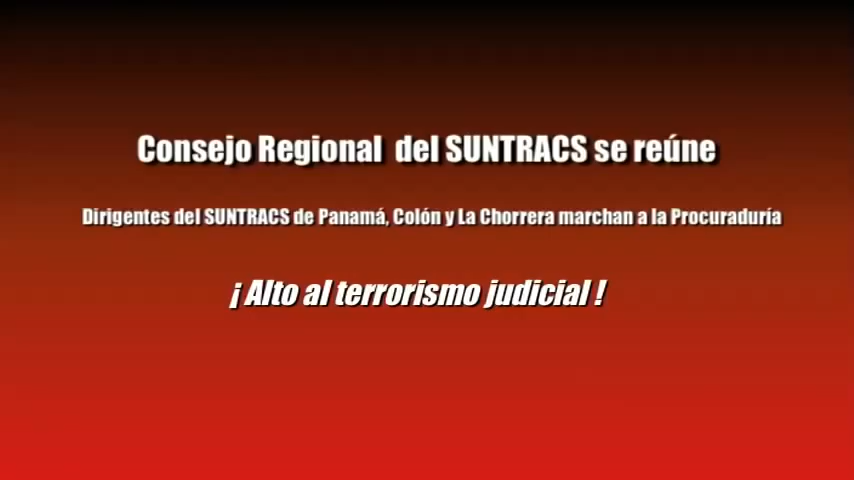 Consejo Regional del SUNTRACS se reúne
Dirigentes del SUNTRACS de Panamá, Colón y La Chorrera marchan a la Procuraduría
¡ Alto al terrorismo judicial !